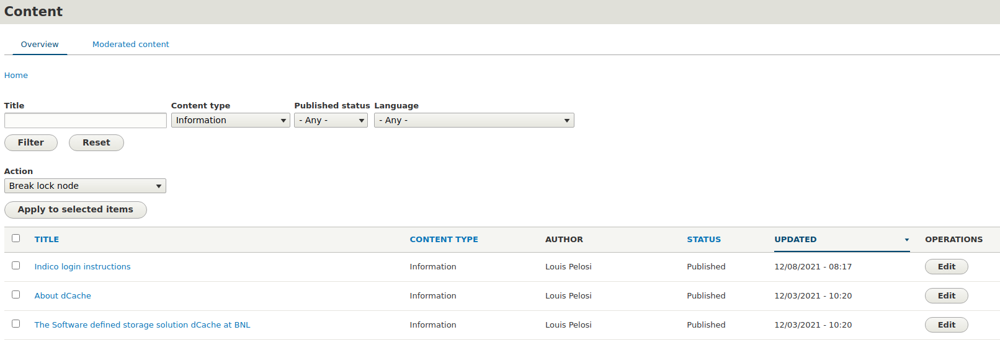 Content
Overview Moderated content
Home
Title Content type Published status Language
Information - Any - - Any -
Filter Reset
Action
Break lock node
Apply to selected items
TITLE CONTENT TYPE AUTHOR STATUS UPDATED OPERATIONS
Indico login instructions Information Louis Pelosi Published 12/08/2021 - 08:17 Edit
About dCache Information Louis Pelosi Published 12/03/2021 - 10:20 Edit
The Software defined storage solution dCache at BNL Information Louis Pelosi Published 12/03/2021 - 10:20 Edit